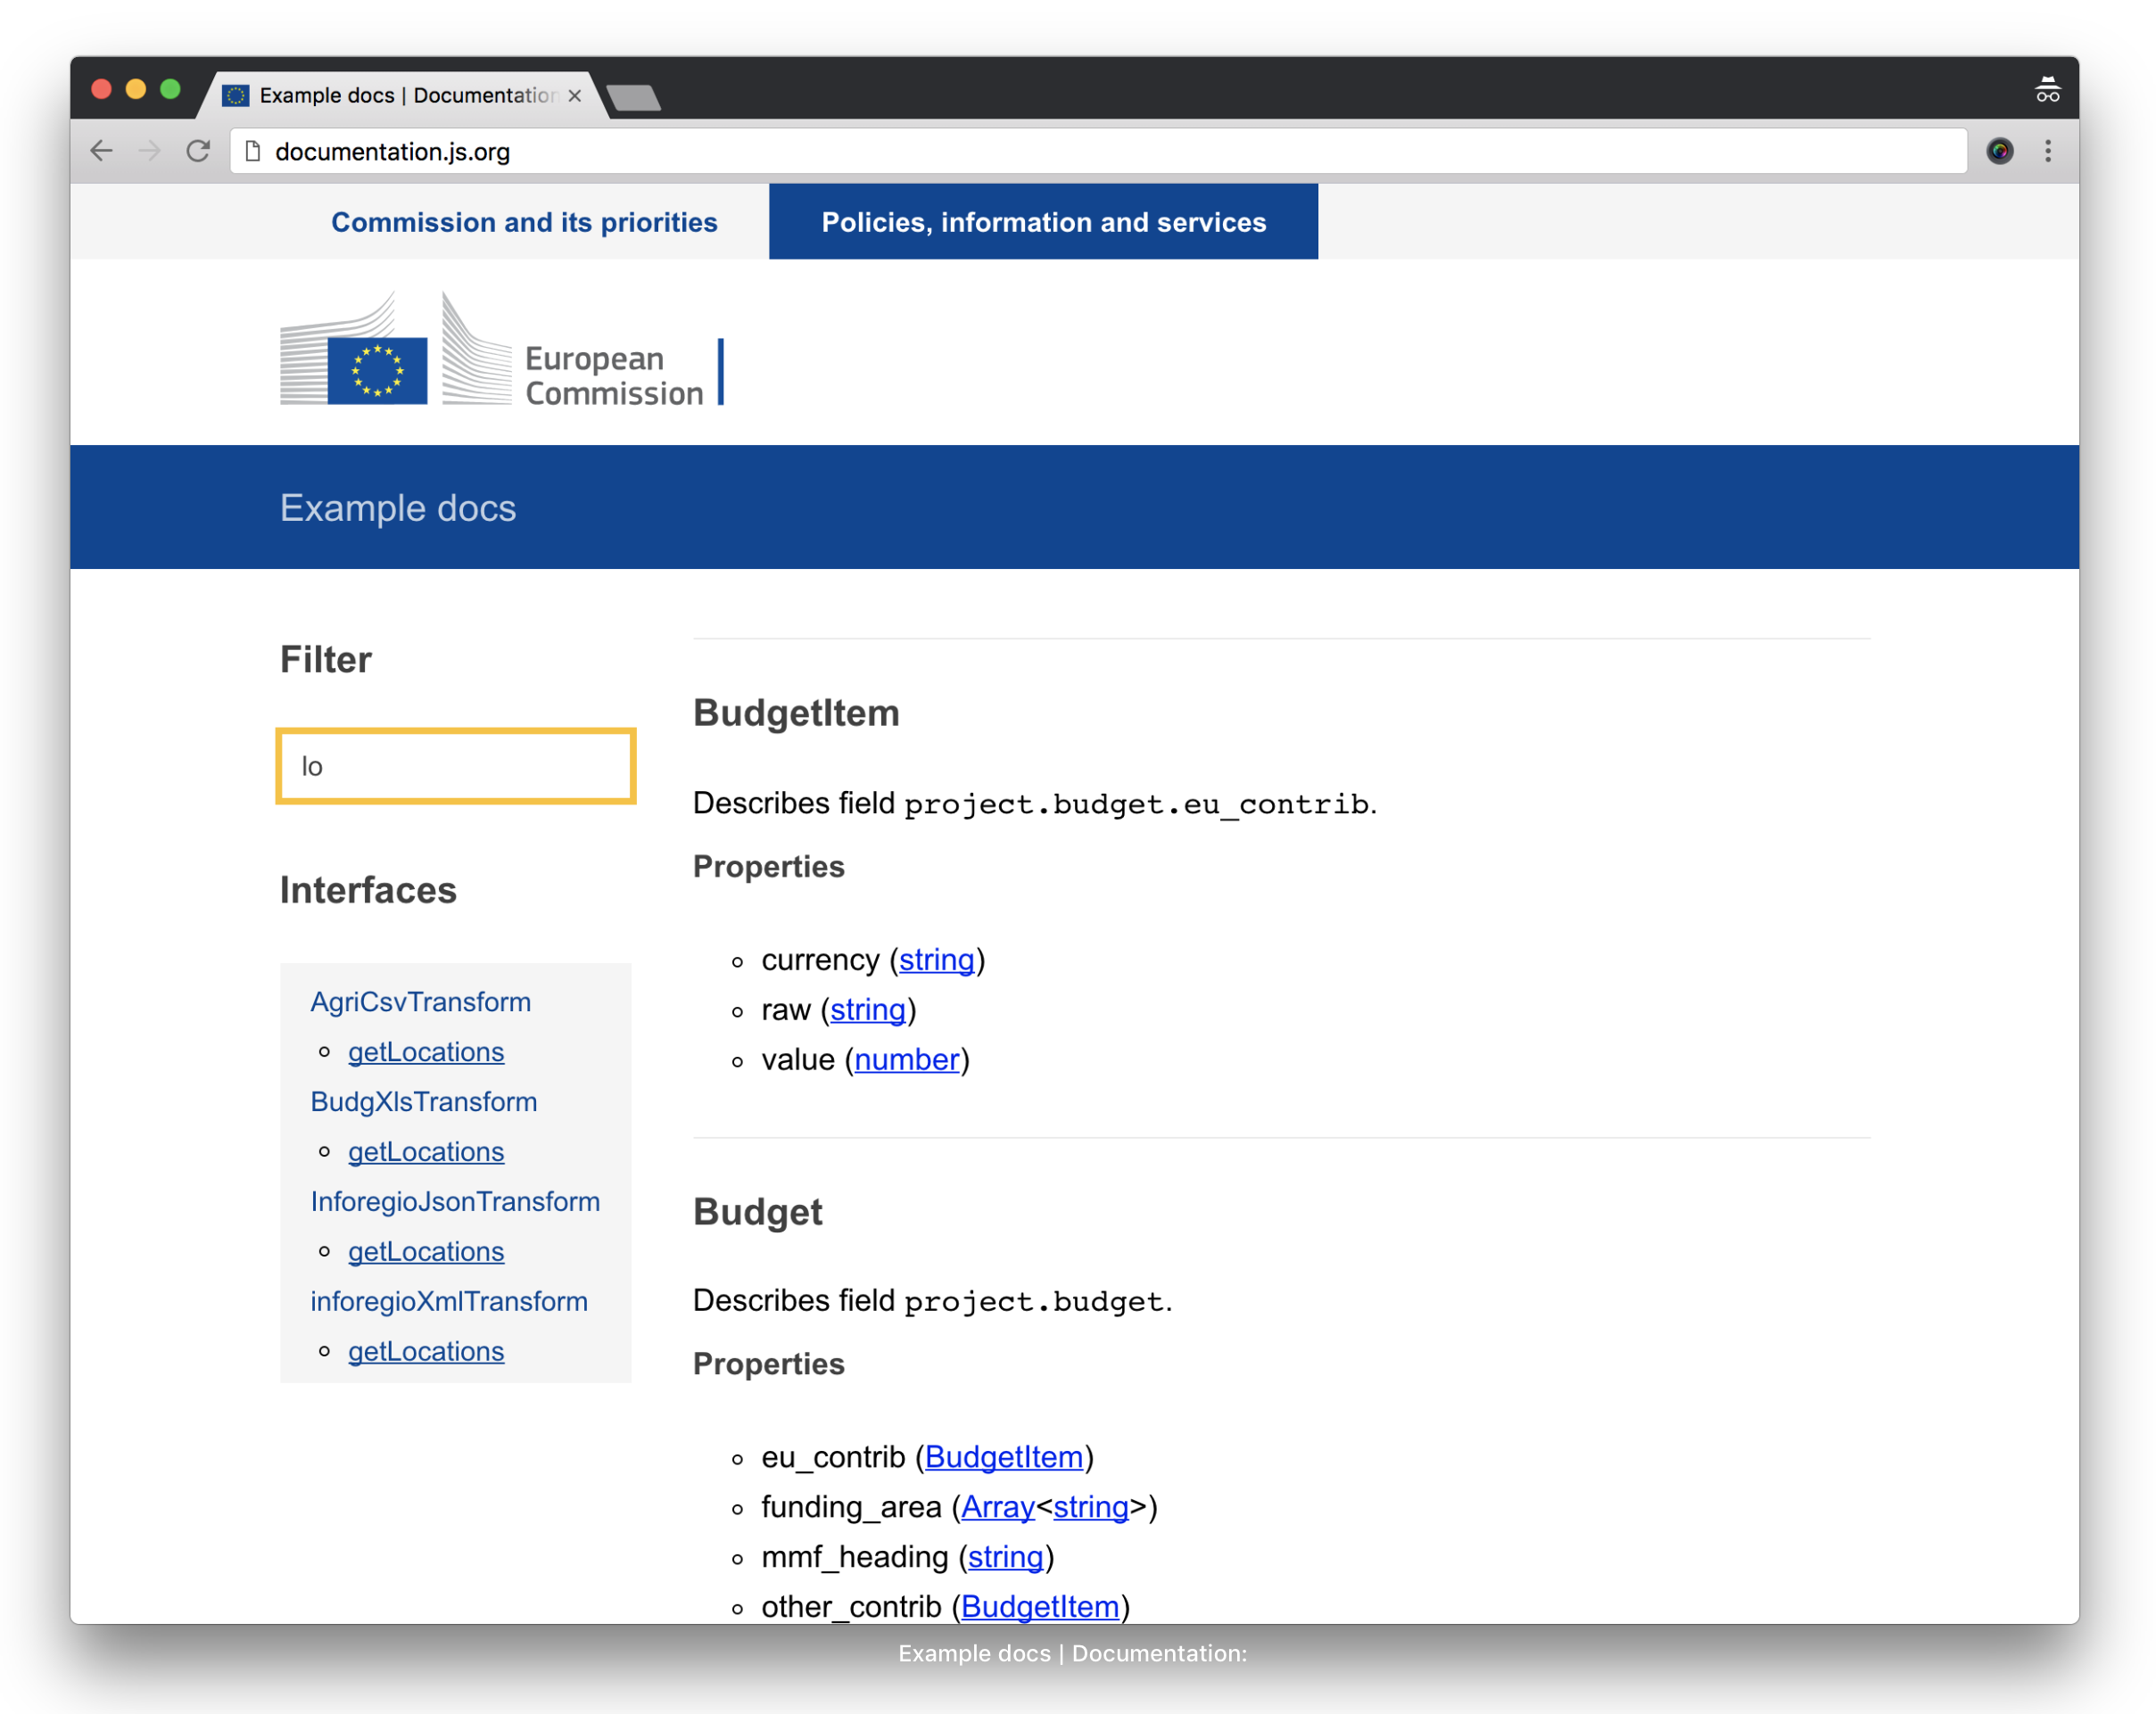 Example docs | Documentation
documentation.js.org
Commission and its priorities
Policies, information and services
European
Commission
Example docs
Filter
lo
Interfaces
AgriCsvTransform
getLocations
BudgXlsTransform
getLocations
InforegioJsonTransform
getLocations
inforegioXmlTransform
getLocations
BudgetItem
Describes field project.budget.eu_contrib.
Properties
currency (string)
raw (string)
value (number)
Budget
Describes field project.budget.
Properties
eu_contrib (BudgetItem)
funding_area (Array<string>)
mmf_heading (string)
other_contrib (BudgetItem)
Example docs | Documentation: